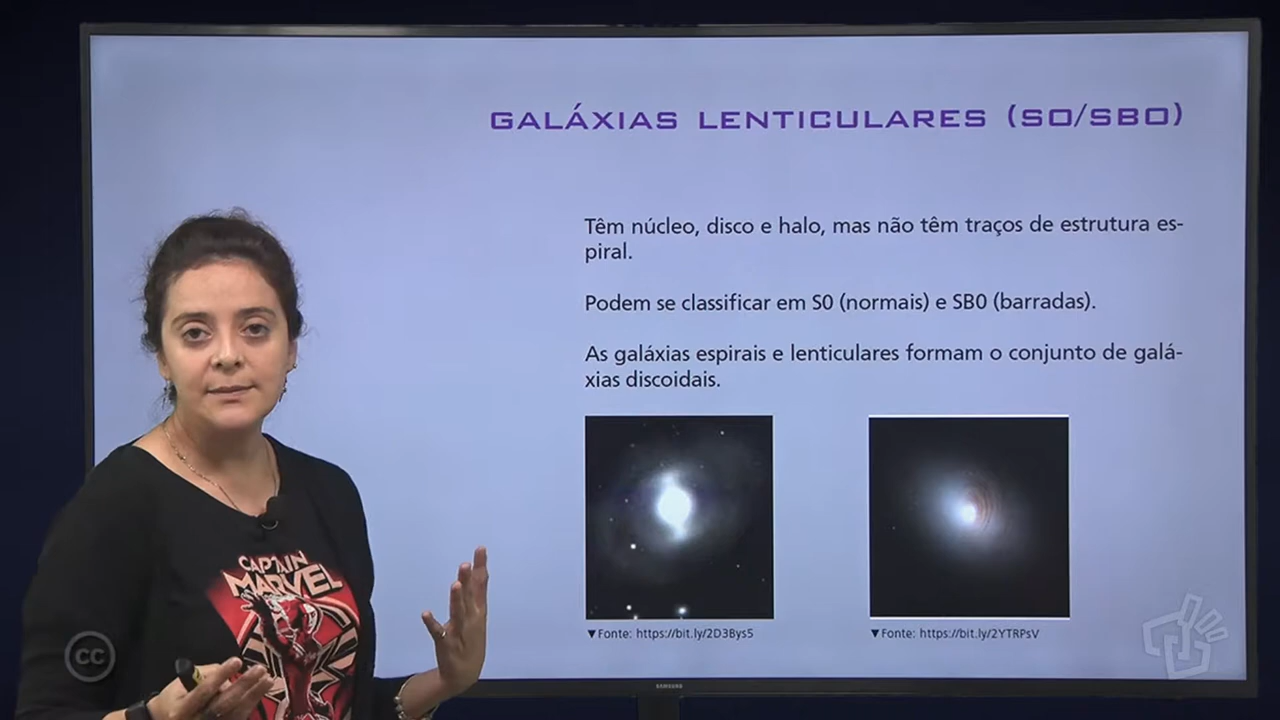 GALÁXIAS LENTICULARES (S0/SB0)
Têm núcleo, disco e halo, mas não têm traços de estrutura es-
piral.
Podem se classificar em S0 (normais) e SB0 (barradas).
As galáxias espirais e lenticulares formam o conjunto de galá-
xias discoidais.
▼Fonte: https://bit.ly/2D3Bys5
▼Fonte: https://bit.ly/2YTRPsV
CAPTAIN
MARVEL
cc
SAMSUNG